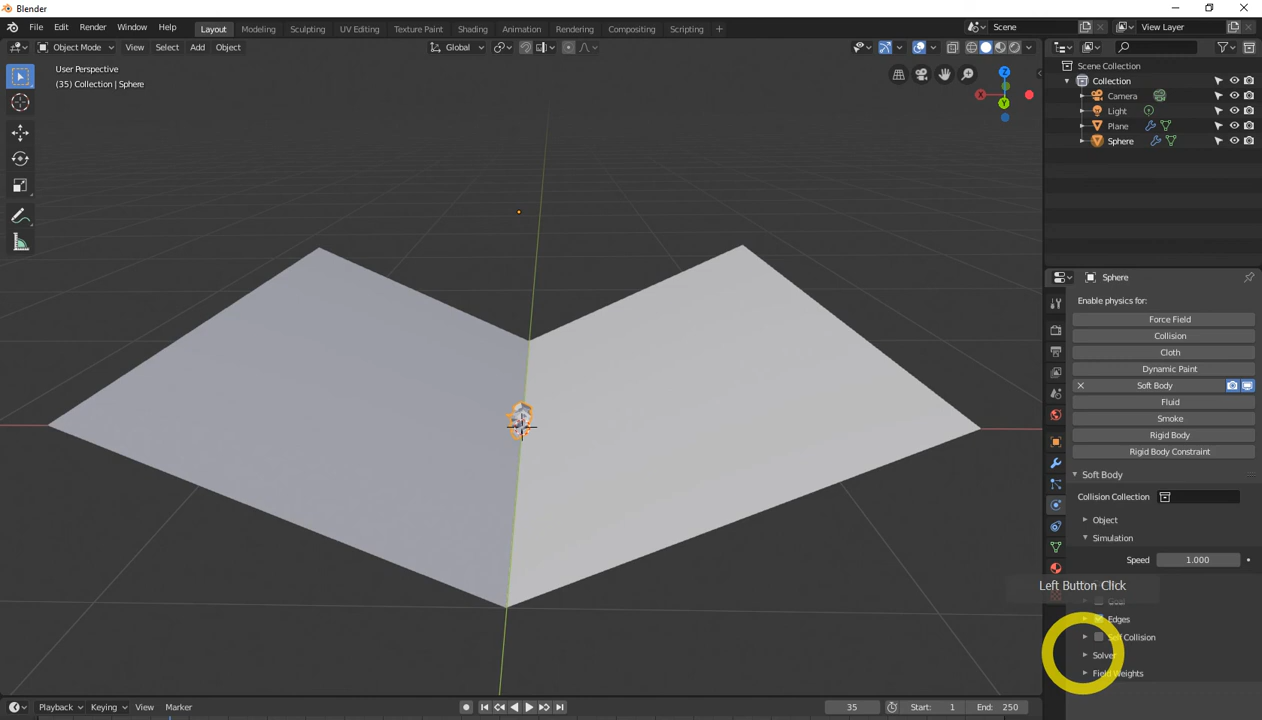 Blender
File Edit Render Window Help
Layout Modeling Sculpting UV Editing Texture Paint Shading Animation Rendering Compositing Scripting +
Scene
View Layer
Object Mode View Select Add Object
Global
User Perspective
(35) Collection | Sphere
Z
X
Y
Scene Collection
Collection
Camera
Light
Plane
Sphere
Sphere
Enable physics for:
Force Field
Collision
Cloth
Dynamic Paint
Soft Body
Fluid
Smoke
Rigid Body
Rigid Body Constraint
Soft Body
Collision Collection
Object
Simulation
Speed 1.000
Left Button Click
Goal
Edges
Self Collision
Solver
Field Weights
Playback Keying View Marker
35
Start: 1
End: 250